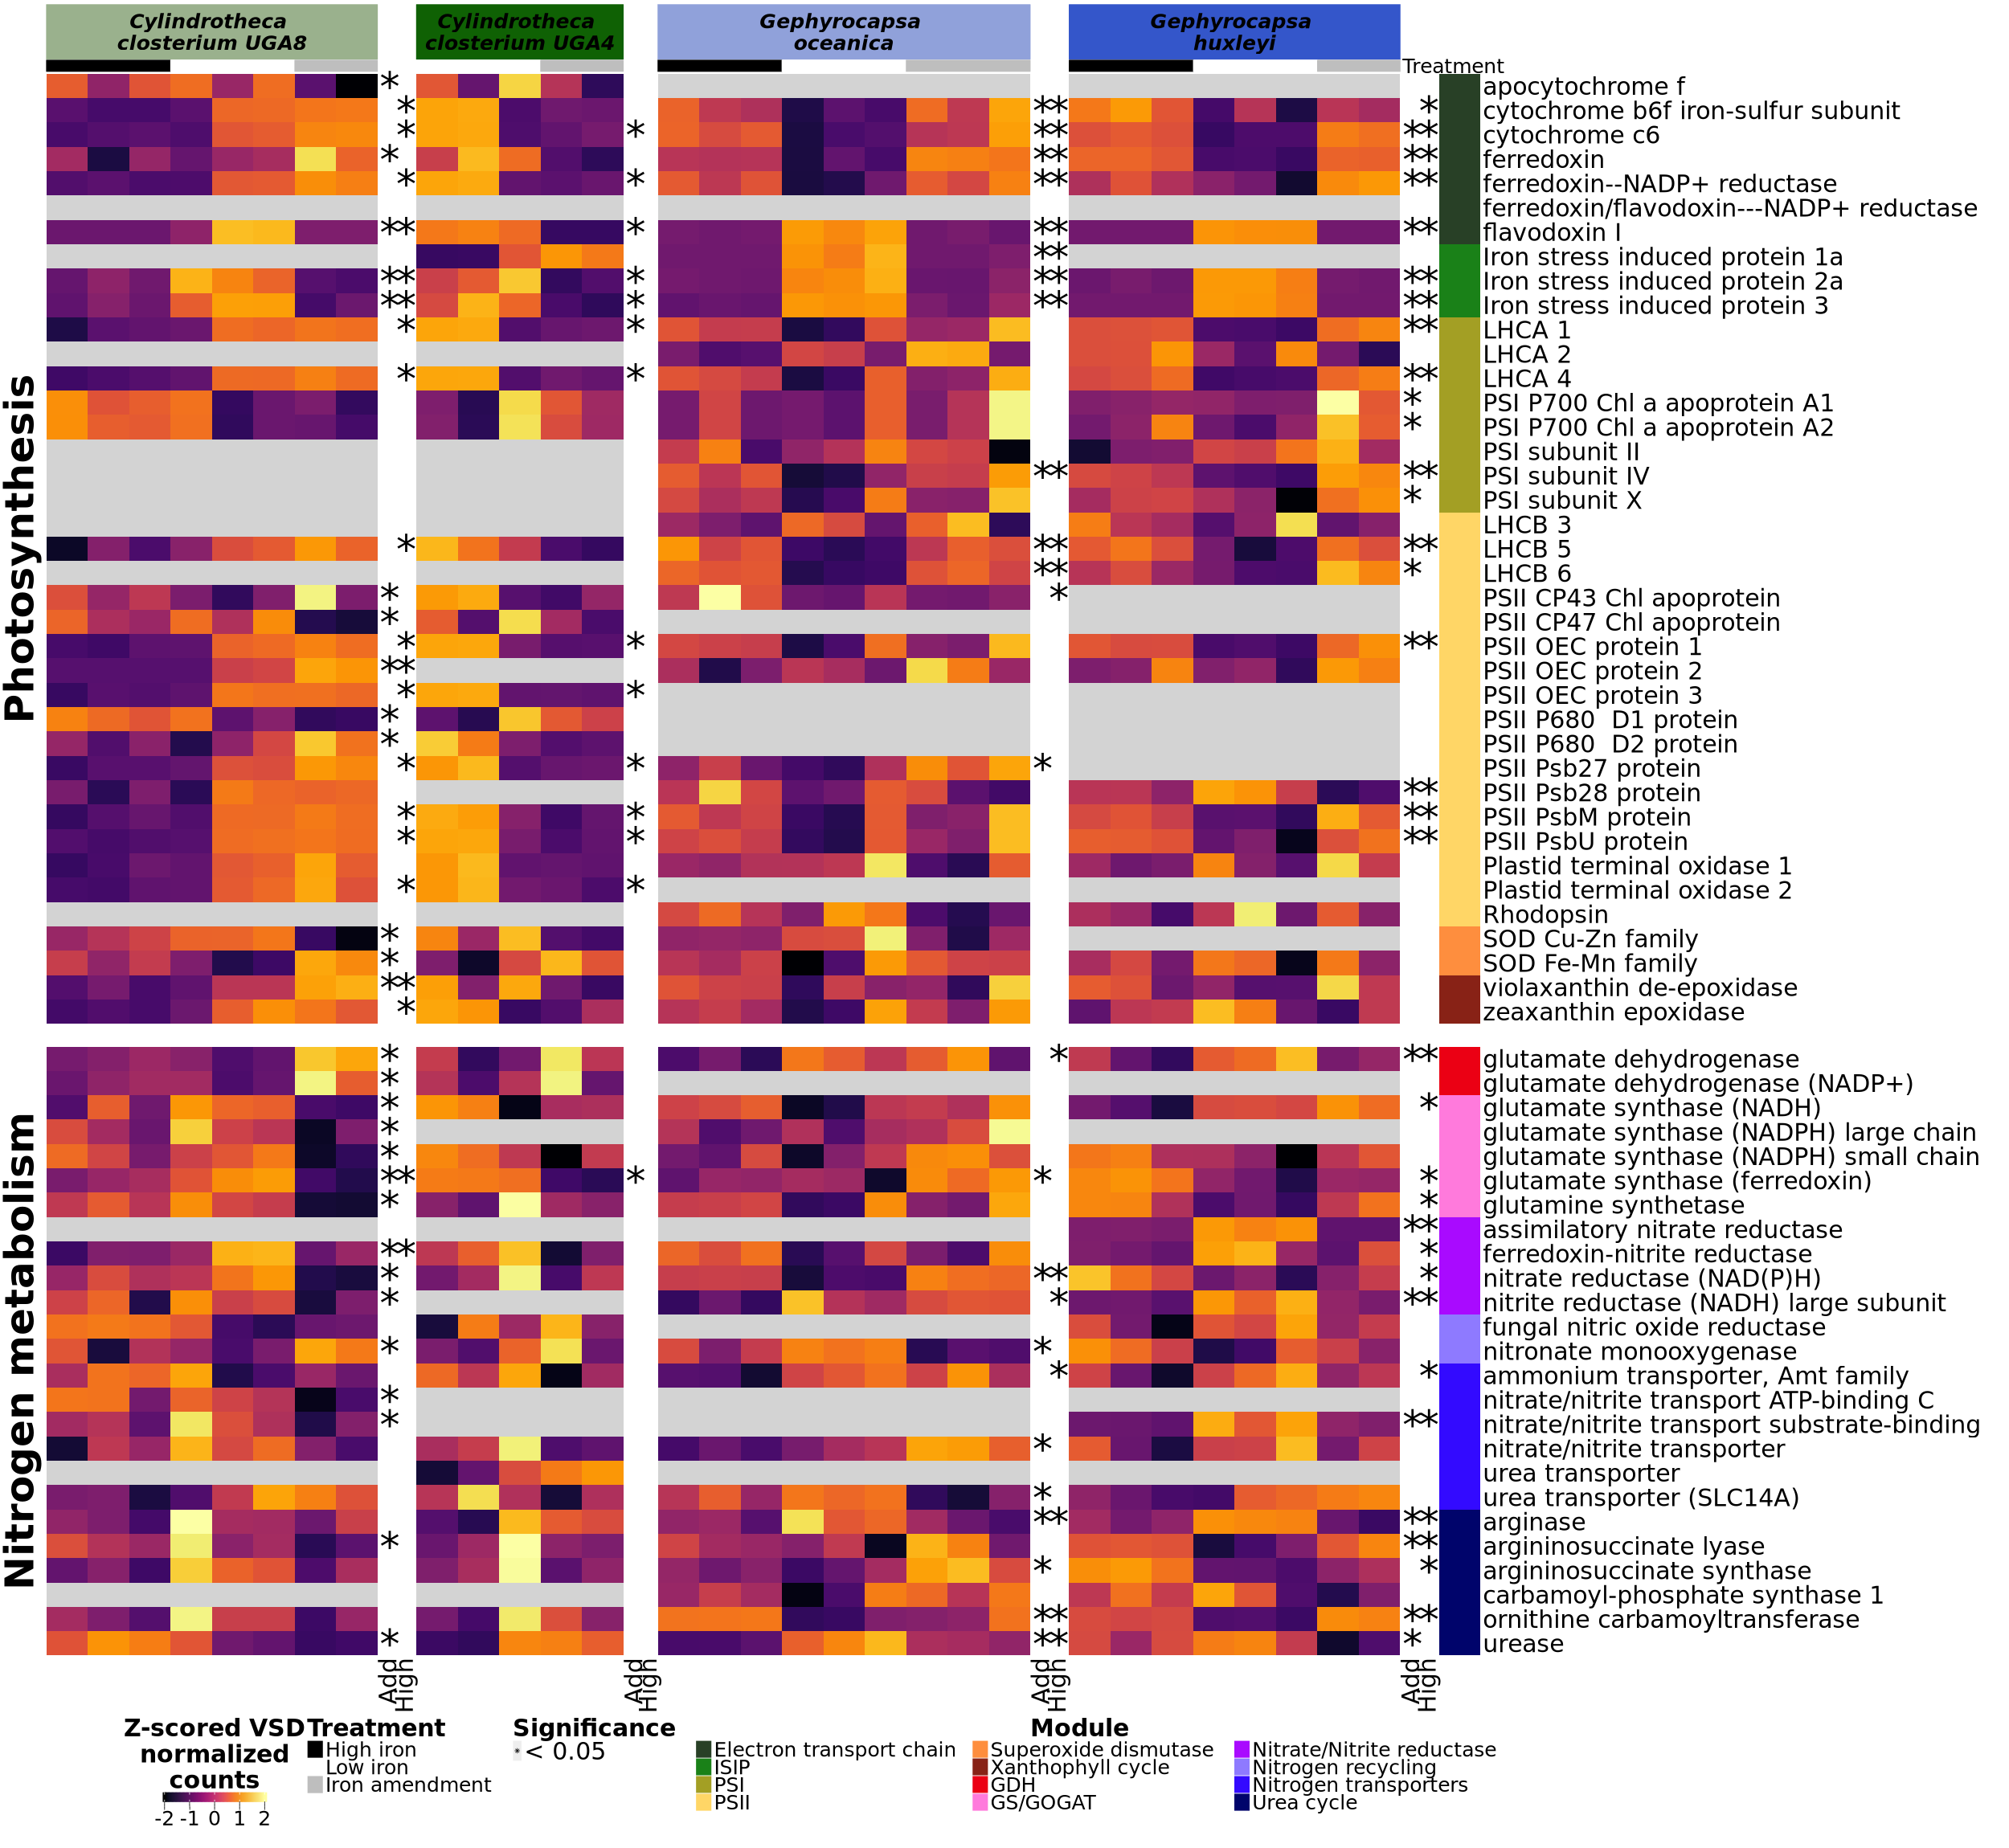 Cylindrotheca
closterium UGA8
Cylindrotheca
closterium UGA4
Gephyrocapsa
oceanica
Gephyrocapsa
huxleyi
Treatment
Photosynthesis
apocytochrome f
cytochrome b6f iron-sulfur subunit
cytochrome c6
ferredoxin
ferredoxin--NADP+ reductase
ferredoxin/flavodoxin---NADP+ reductase
flavodoxin I
Iron stress induced protein 1a
Iron stress induced protein 2a
Iron stress induced protein 3
LHCA 1
LHCA 2
LHCA 4
PSI P700 Chl a apoprotein A1
PSI P700 Chl a apoprotein A2
PSI subunit II
PSI subunit IV
PSI subunit X
LHCB 3
LHCB 5
LHCB 6
PSII CP43 Chl apoprotein
PSII CP47 Chl apoprotein
PSII OEC protein 1
PSII OEC protein 2
PSII OEC protein 3
PSII P680  D1 protein
PSII P680  D2 protein
PSII Psb27 protein
PSII Psb28 protein
PSII PsbM protein
PSII PsbU protein
Plastid terminal oxidase 1
Plastid terminal oxidase 2
Rhodopsin
SOD Cu-Zn family
SOD Fe-Mn family
violaxanthin de-epoxidase
zeaxanthin epoxidase
Nitrogen metabolism
glutamate dehydrogenase
glutamate dehydrogenase (NADP+)
glutamate synthase (NADH)
glutamate synthase (NADPH) large chain
glutamate synthase (NADPH) small chain
glutamate synthase (ferredoxin)
glutamine synthetase
assimilatory nitrate reductase
ferredoxin-nitrite reductase
nitrate reductase (NAD(P)H)
nitrite reductase (NADH) large subunit
fungal nitric oxide reductase
nitronate monooxygenase
ammonium transporter, Amt family
nitrate/nitrite transport ATP-binding C
nitrate/nitrite transport substrate-binding
nitrate/nitrite transporter
urea transporter
urea transporter (SLC14A)
arginase
argininosuccinate lyase
argininosuccinate synthase
carbamoyl-phosphate synthase 1
ornithine carbamoyltransferase
urease
Add
High
Add
High
Add
High
Add
High
Z-scored VSD
normalized
counts
-2 -1 0 1 2
Treatment
High iron
Low iron
Iron amendment
Significance
* < 0.05
Module
Electron transport chain
ISIP
PSI
PSII
Superoxide dismutase
Xanthophyll cycle
GDH
GS/GOGAT
Nitrate/Nitrite reductase
Nitrogen recycling
Nitrogen transporters
Urea cycle